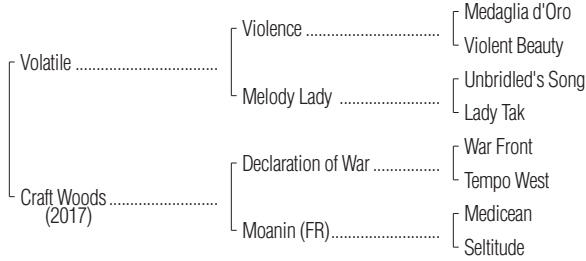 Medaglia d'Oro
Violence ................................
Violent Beauty
Volatile ..................................
Unbridled's Song
Melody Lady ........................
Lady Tak
War Front
Declaration of War ................
Tempo West
Craft Woods ..........................
(2017)
Medicean
Moanin (FR)..........................
Seltitude